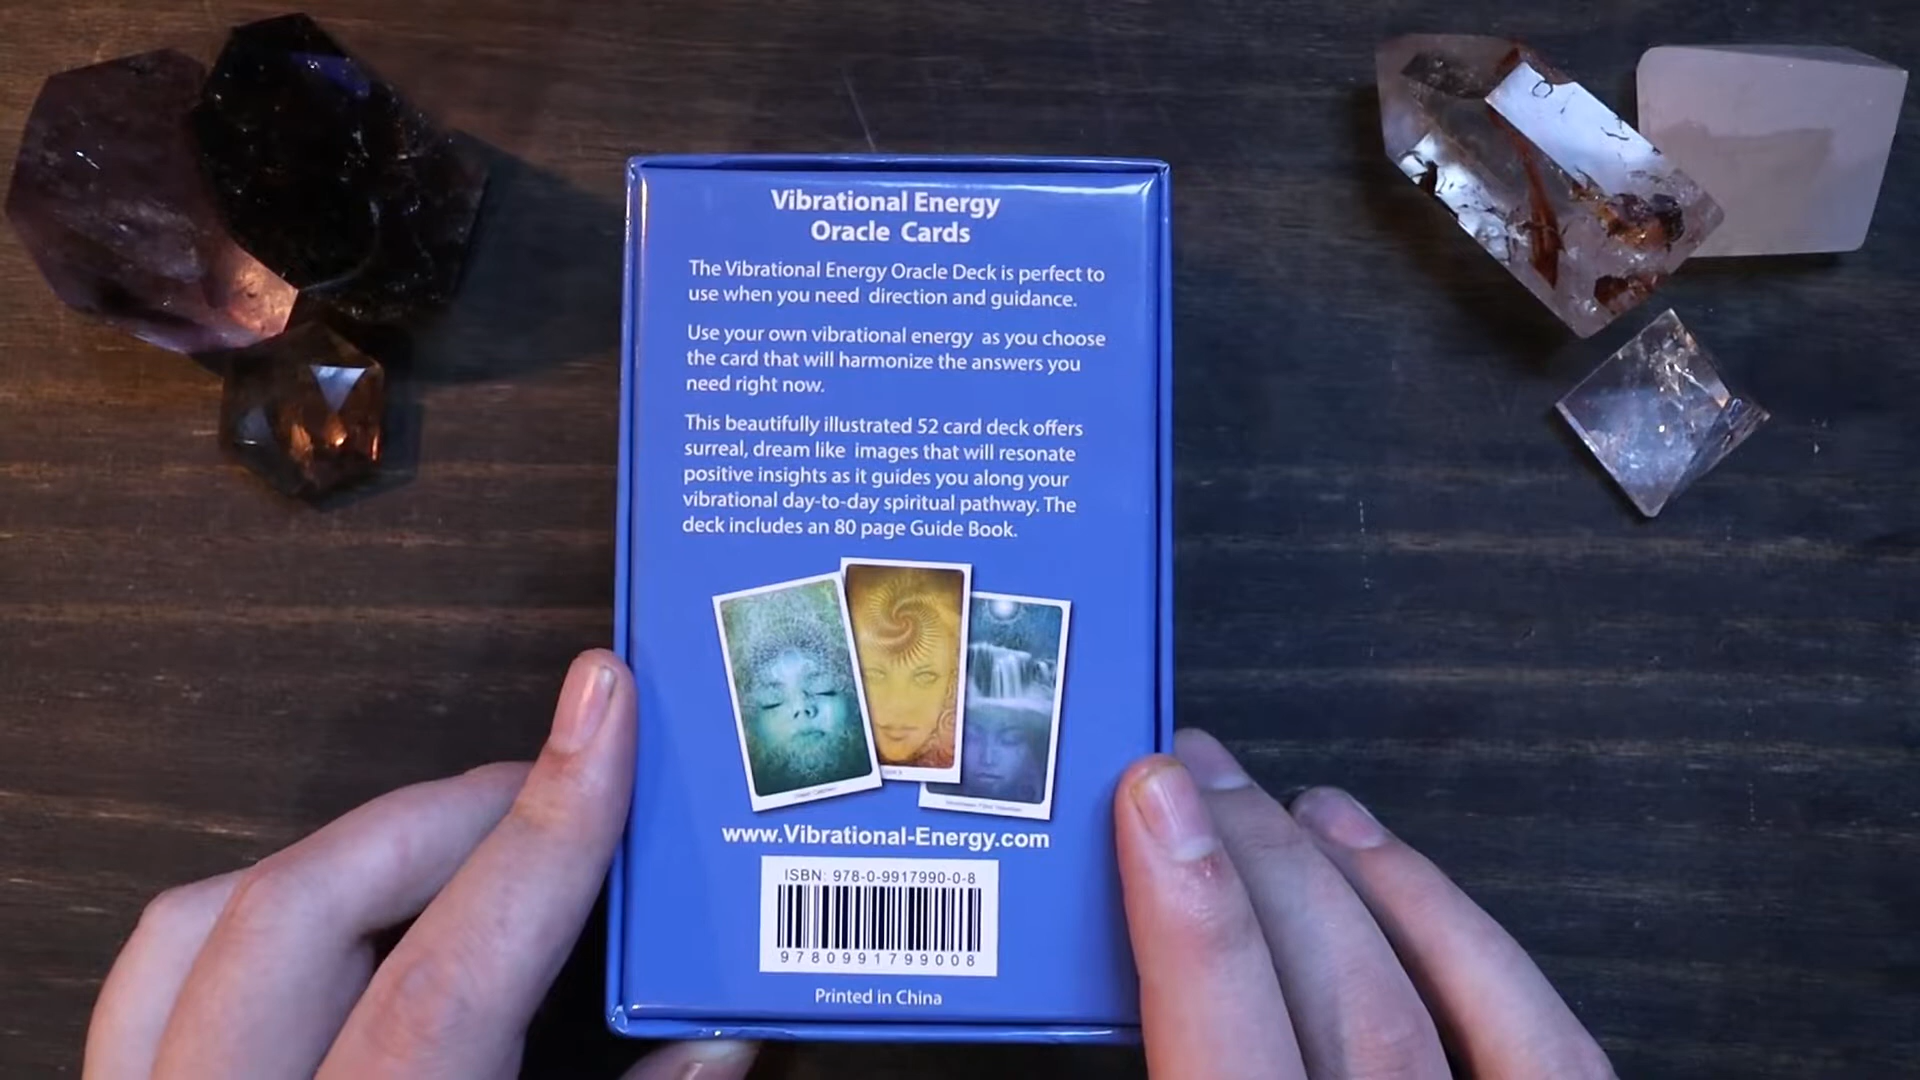 Vibrational Energy
Oracle Cards
The Vibrational Energy Oracle Deck is perfect to
use when you need direction and guidance.
Use your own vibrational energy as you choose
the card that will harmonize the answers you
need right now.
This beautifully illustrated 52 card deck offers
surreal, dream like images that will resonate
positive insights as it guides you along your
vibrational day-to-day spiritual pathway. The
deck includes an 80 page Guide Book.
www.Vibrational-Energy.com
ISBN: 978-0-9917990-0-8
9780991799008
Printed in China